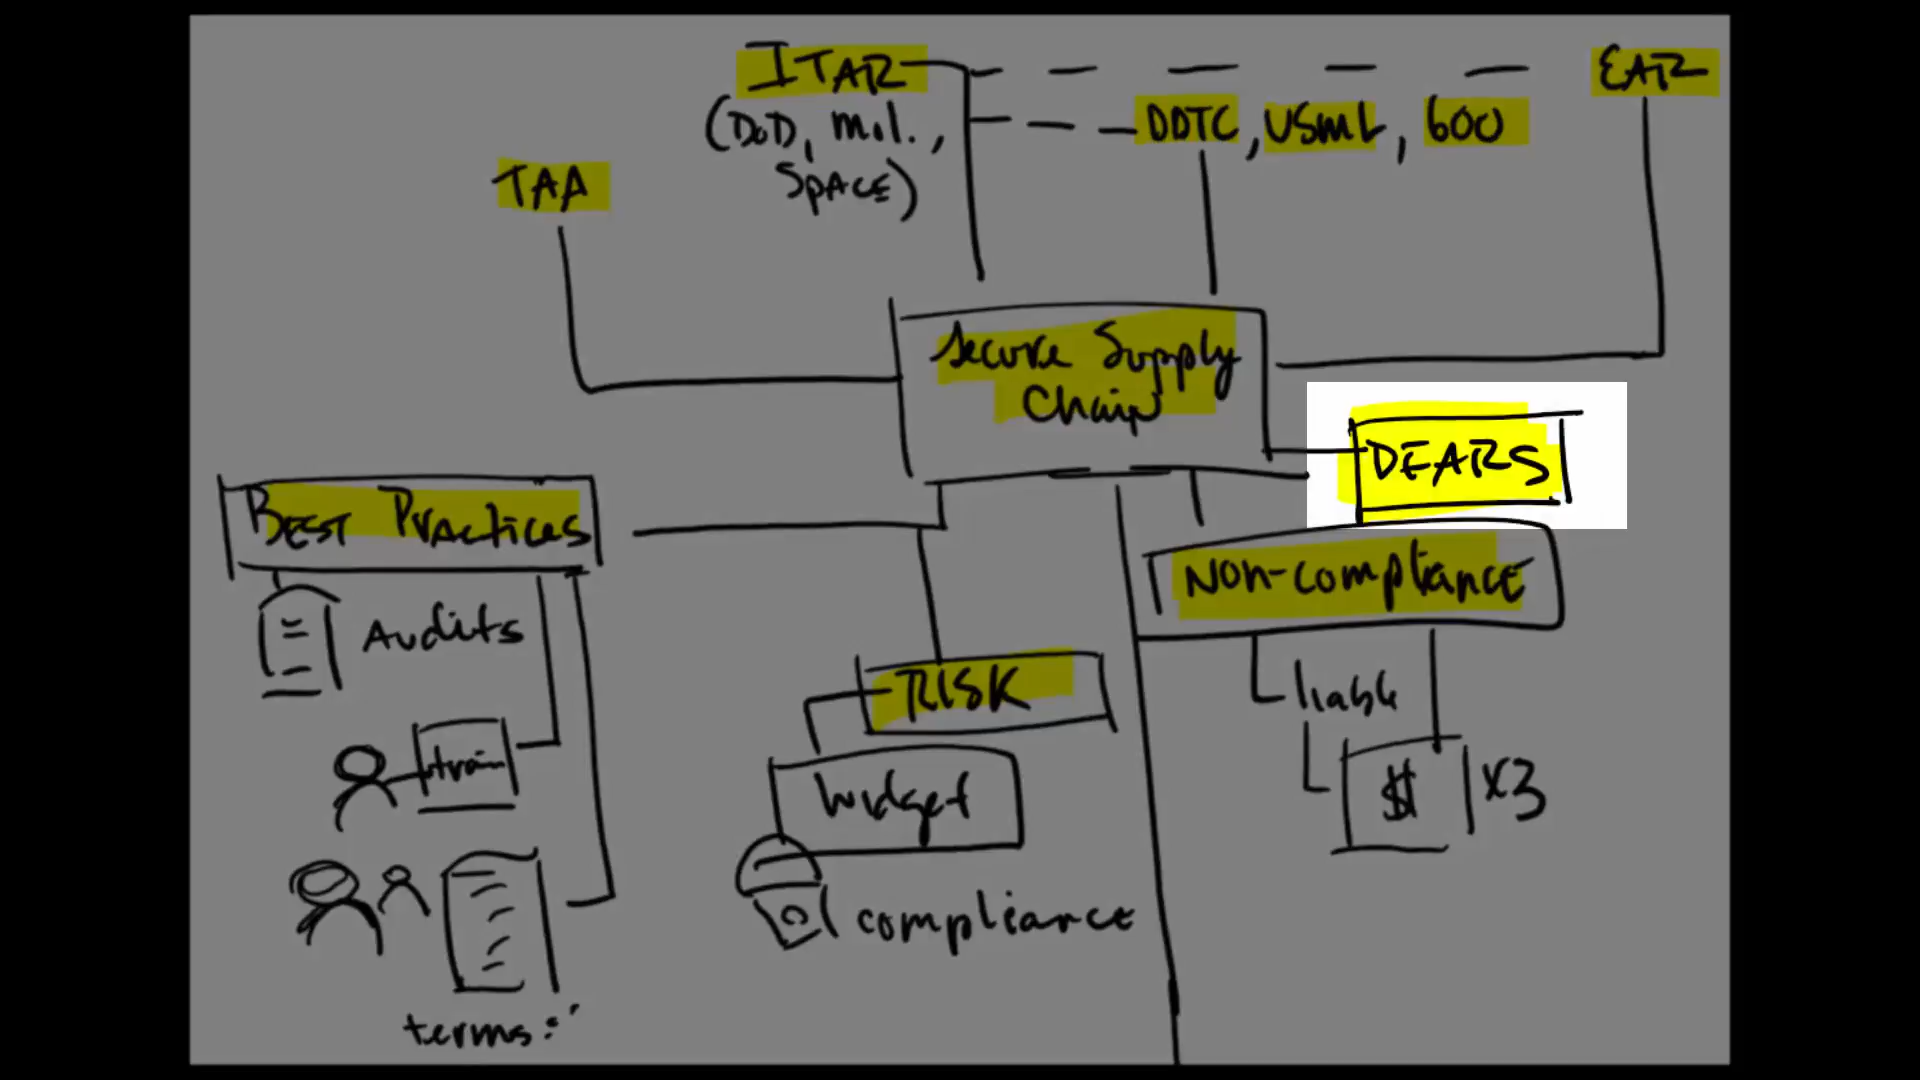 ITAR
EAR
(DoD, mil.,
SPACE)
DDTC, USML, 600
TAA
Secure Supply
Chain
DEARS
BEST PRActices
NON-compliance
Audits
liable
RISK
train
widget
$ x3
compliance
terms: